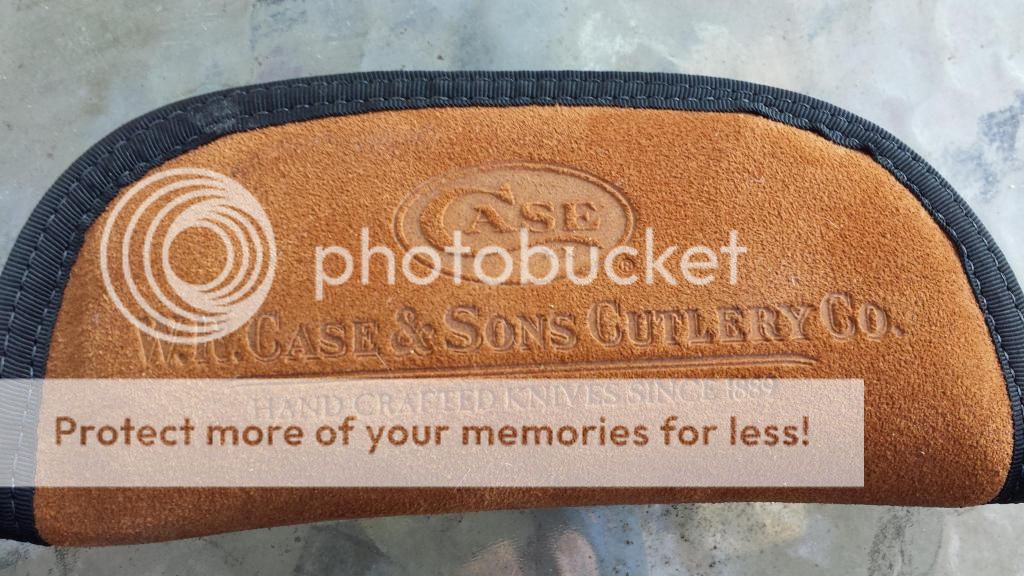 CASE
photobucket
W.R. CASE & SONS CUTLERY CO.
HAND CRAFTED KNIVES SINCE 1889
Protect more of your memories for less!